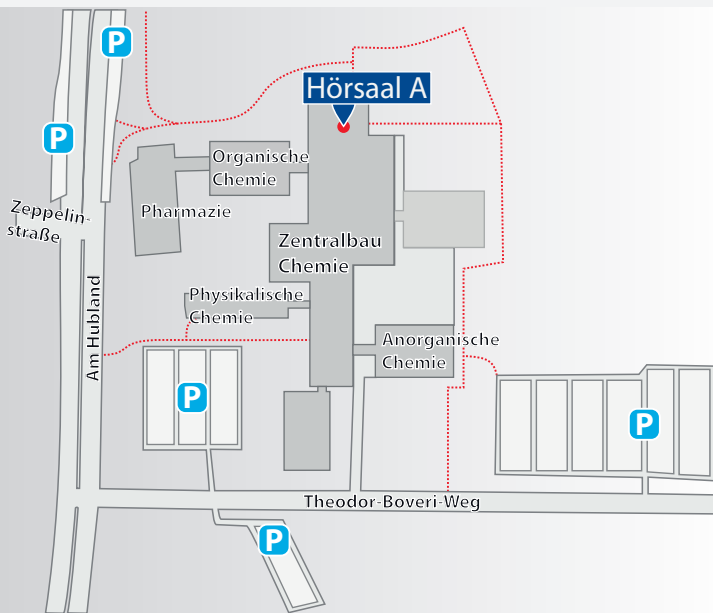 P
Hörsaal A
P
Organische
Chemie
Pharmazie
Zeppelin-
straße
Zentralbau
Chemie
Physikalische
Chemie
Am Hubland
Anorganische
Chemie
P
P
Theodor-Boveri-Weg
P